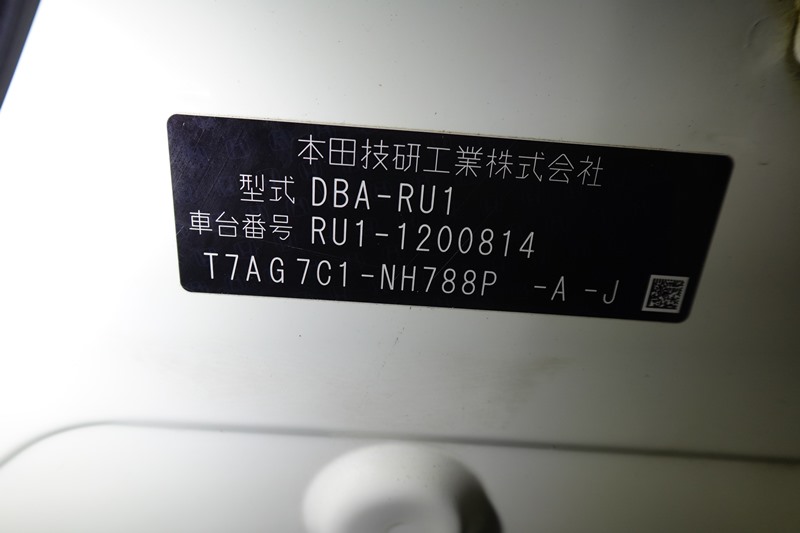 本田技研工業株式会社
型式 DBA-RU1
車台番号 RU1-1200814
T7AG7C1-NH788P -A -J